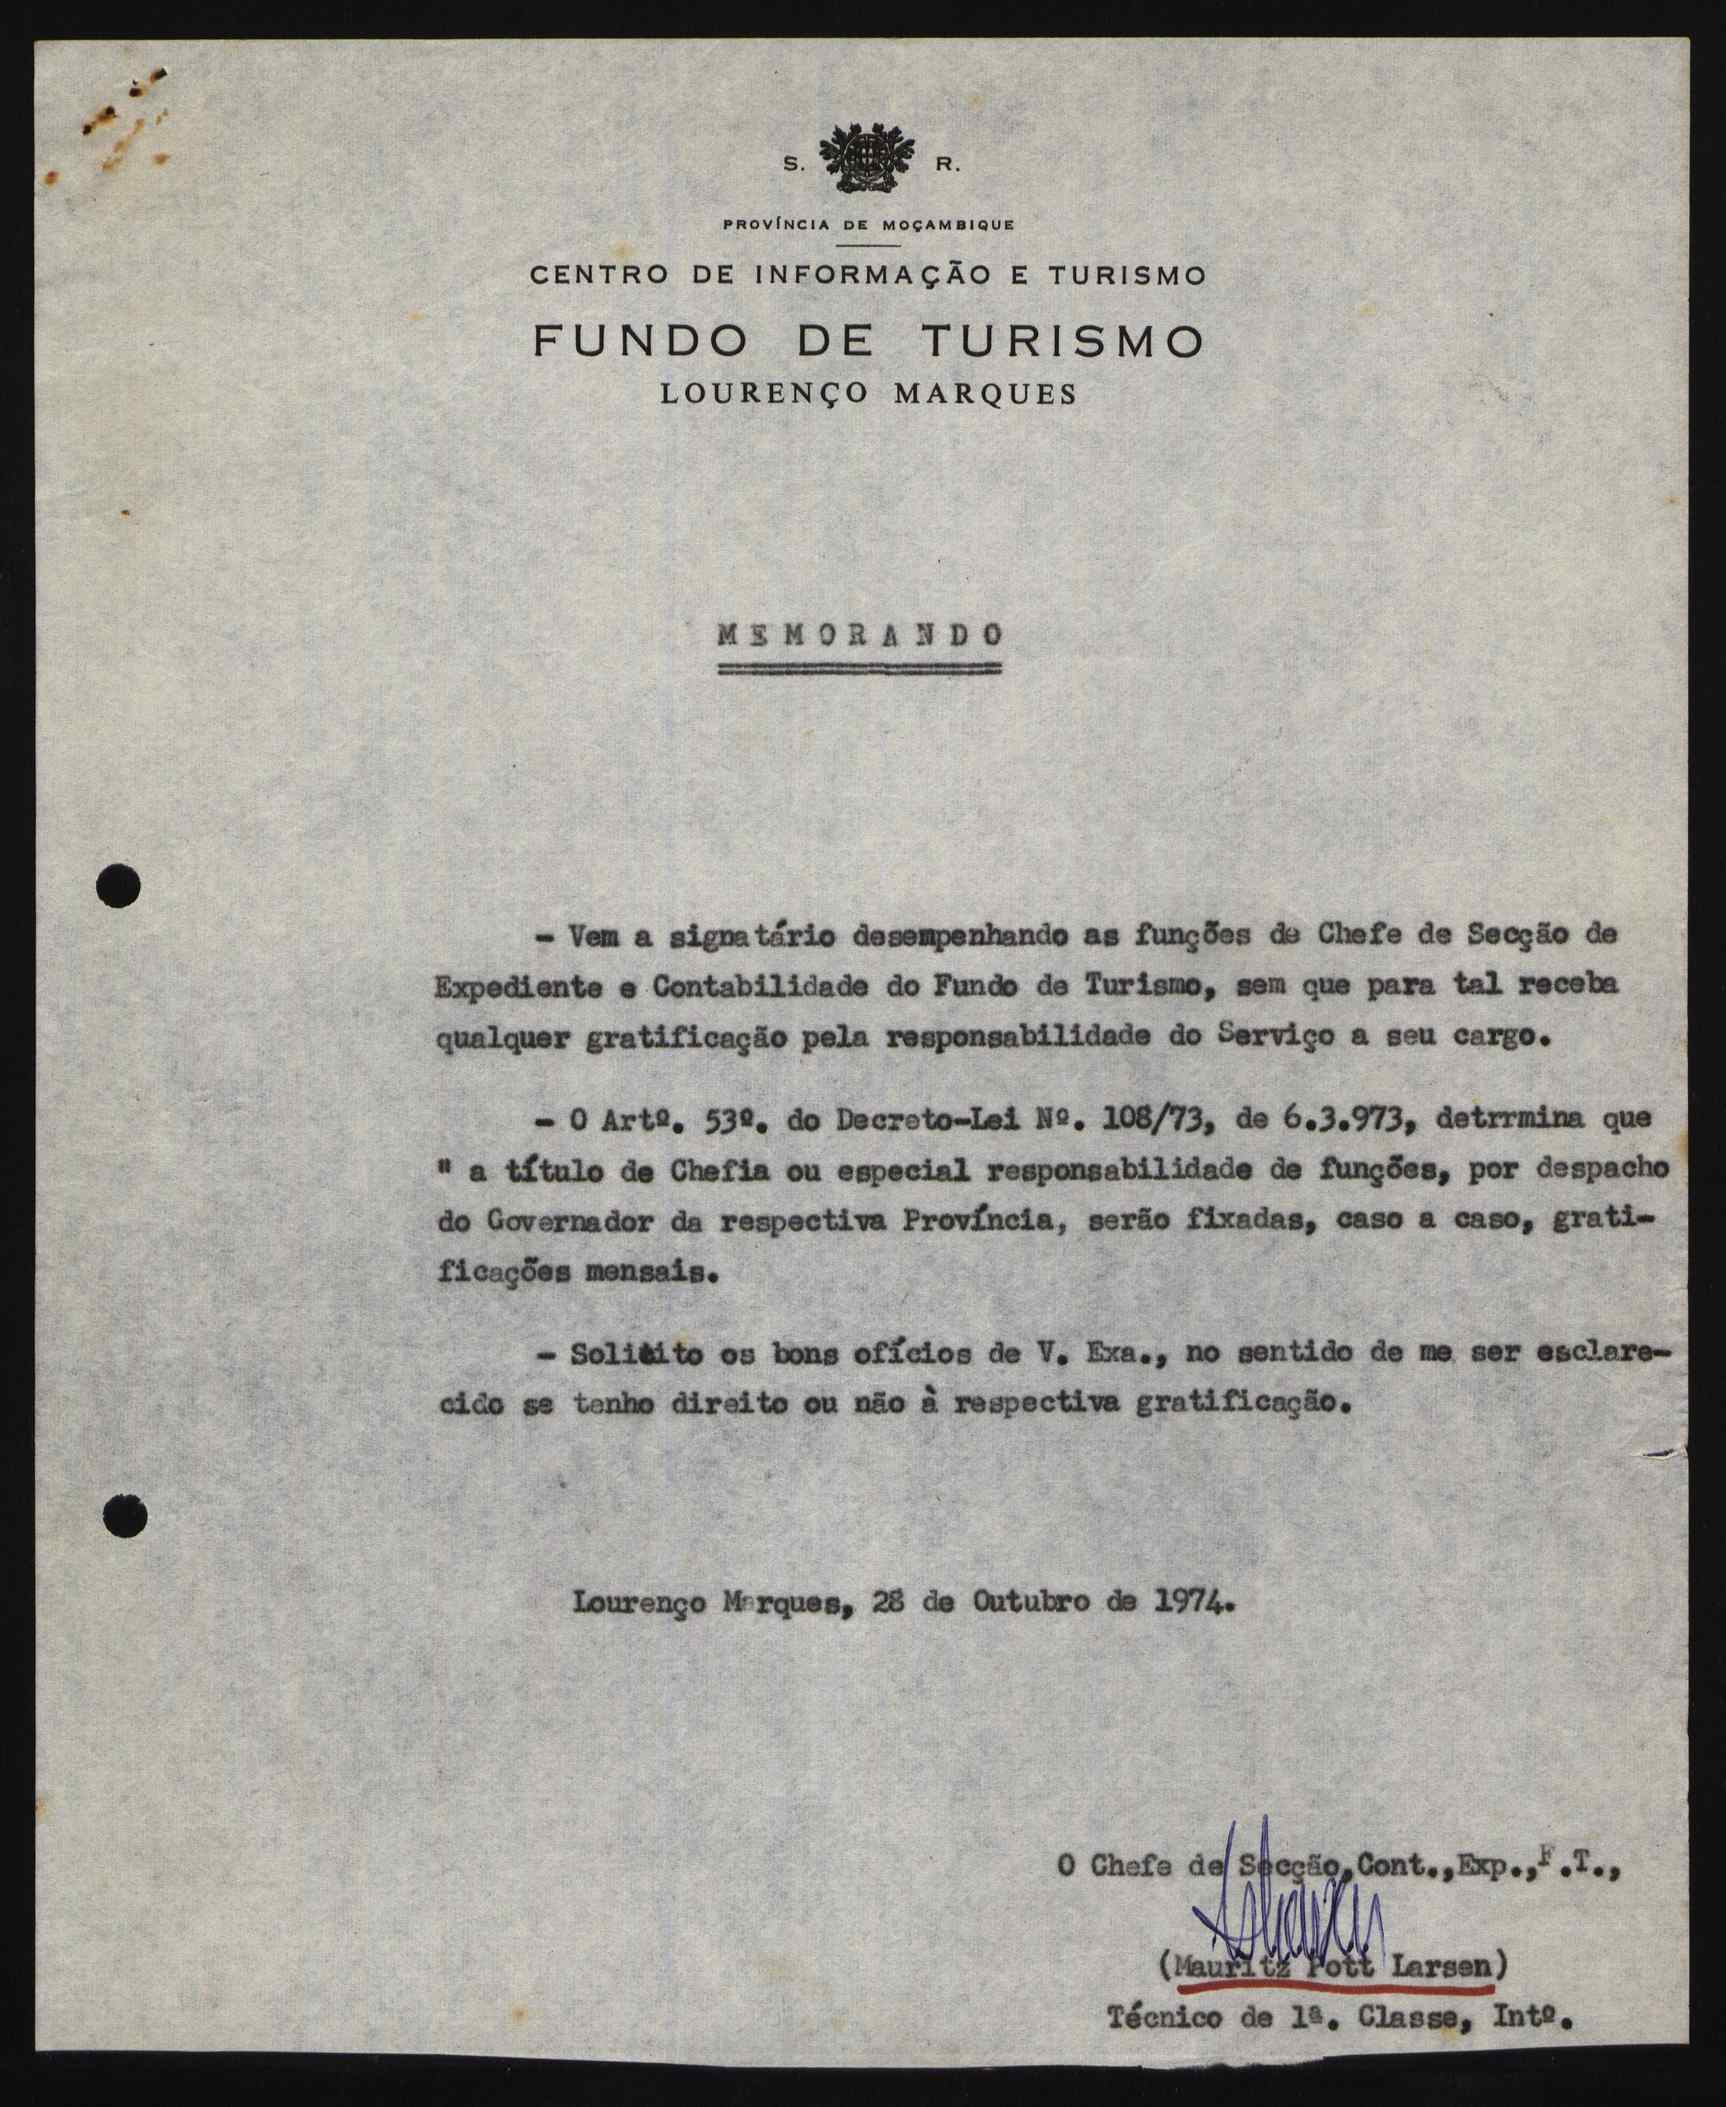 S. R.
PROVÍNCIA DE MOÇAMBIQUE
CENTRO DE INFORMAÇÃO E TURISMO
FUNDO DE TURISMO
LOURENÇO MARQUES
MEMORANDO
- Vem a signatário desempenhando as funções de Chefe de Secção de
Expediente e Contabilidade do Fundo de Turismo, sem que para tal receba
qualquer gratificação pela responsabilidade do Serviço a seu cargo.
- O Artº. 53º. do Decreto-Lei Nº. 108/73, de 6.3.973, detrrmina que
" a título de Chefia ou especial responsabilidade de funções, por despacho
do Governador da respectiva Província, serão fixadas, caso a caso, grati-
ficações mensais.
- Solicito os bons ofícios de V. Exa., no sentido de me ser esclare-
cido se tenho direito ou não à respectiva gratificação.
Lourenço Marques, 28 de Outubro de 1974.
O Chefe de Secção,Cont.,Exp.,F.T.,
(Mauritz Pott Larsen)
Técnico de 1ª. Classe, Intº.